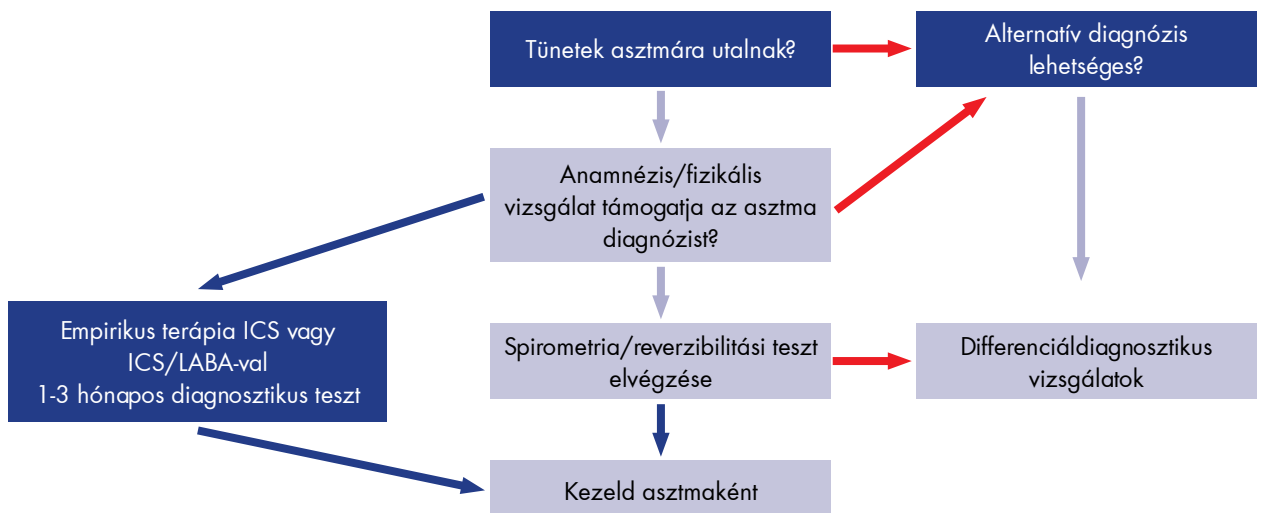 Tünetek asztmára utalnak?
Alternatív diagnózis
lehetséges?
Anamnézis/fizikális
vizsgálat támogatja az asztma
diagnózist?
Empirikus terápia ICS vagy
ICS/LABA-val
1-3 hónapos diagnosztikus teszt
Spirometria/reverzibilitási teszt
elvégzése
Differenciáldiagnosztikus
vizsgálatok
Kezeld asztmaként